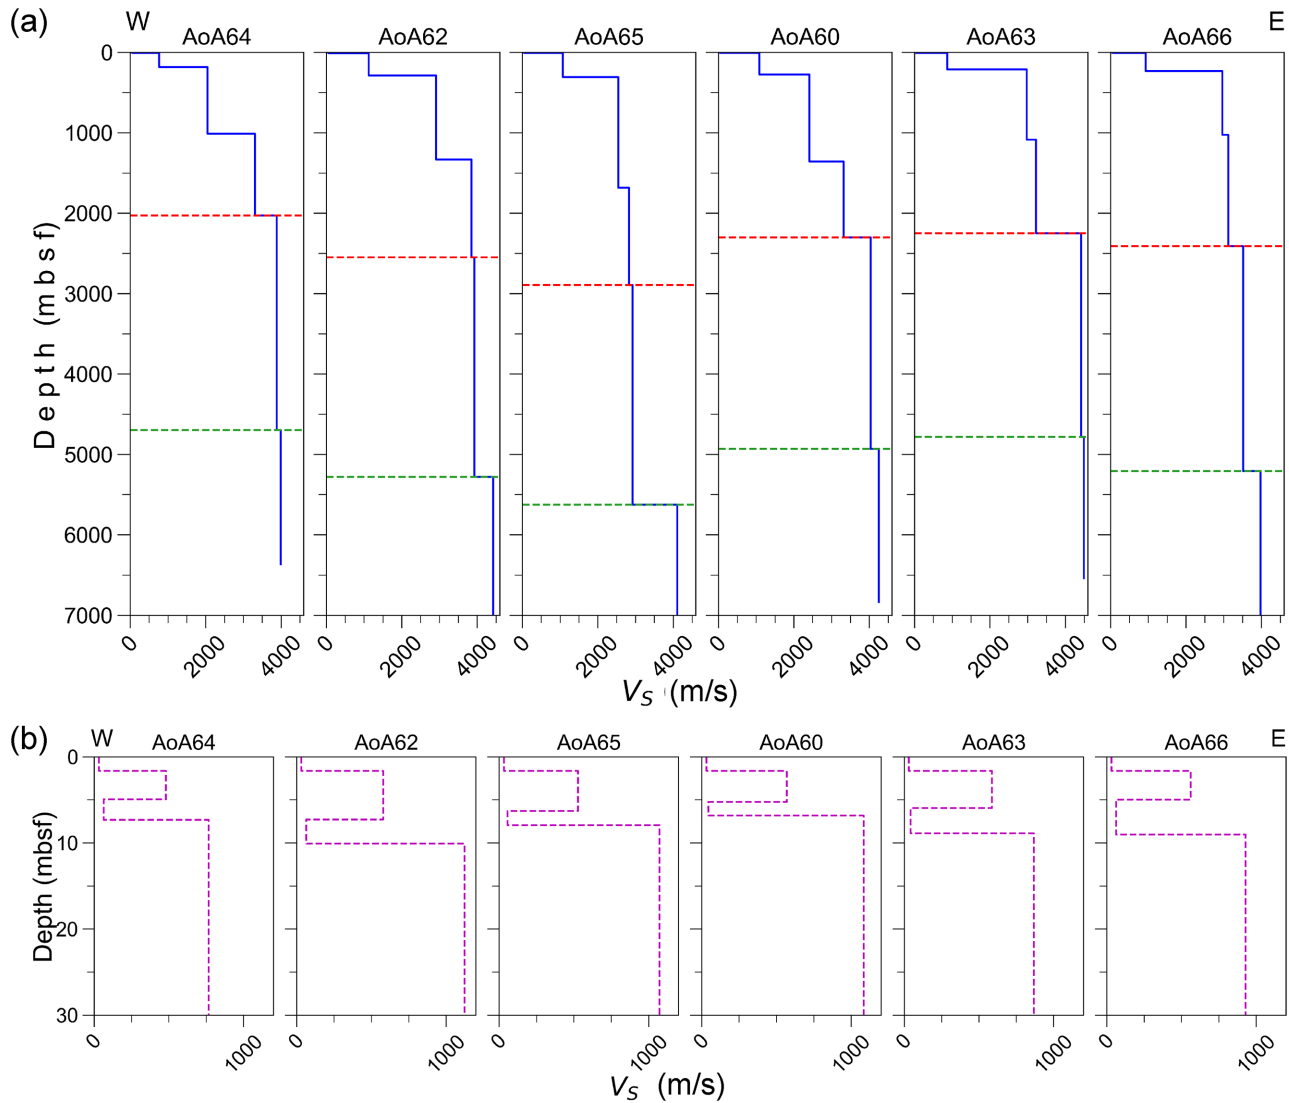 (a) W E
AoA64 AoA62 AoA65 AoA60 AoA63 AoA66
0
1000
2000
3000
4000
5000
6000
7000
Depth (mbsf)
0 2000 4000 0 2000 4000 0 2000 4000 0 2000 4000 0 2000 4000 0 2000 4000
VS (m/s)
(b) W E
AoA64 AoA62 AoA65 AoA60 AoA63 AoA66
0
10
20
30
Depth (mbsf)
0 1000 0 1000 0 1000 0 1000 0 1000 0 1000
VS (m/s)